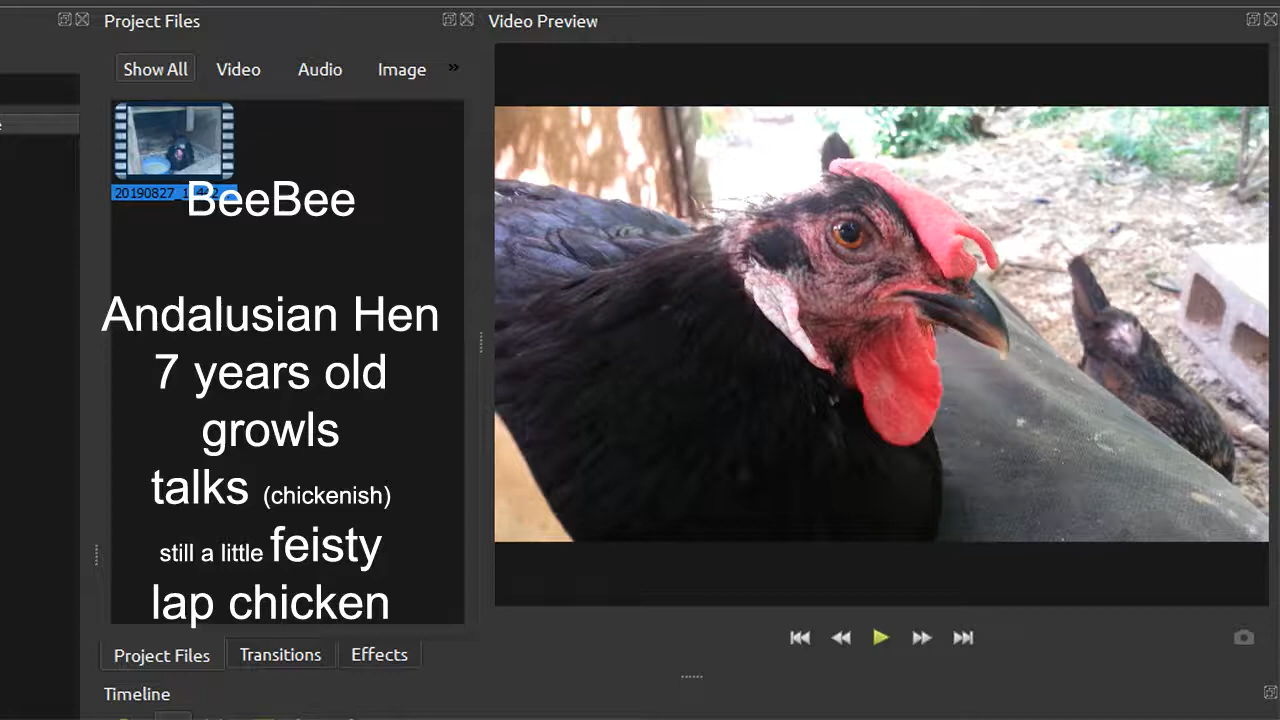 Project Files
Video Preview
Show All Video Audio Image »
20190827_1
BeeBee
Andalusian Hen
7 years old
growls
talks (chickenish)
still a little feisty
lap chicken
Project Files Transitions Effects
Timeline